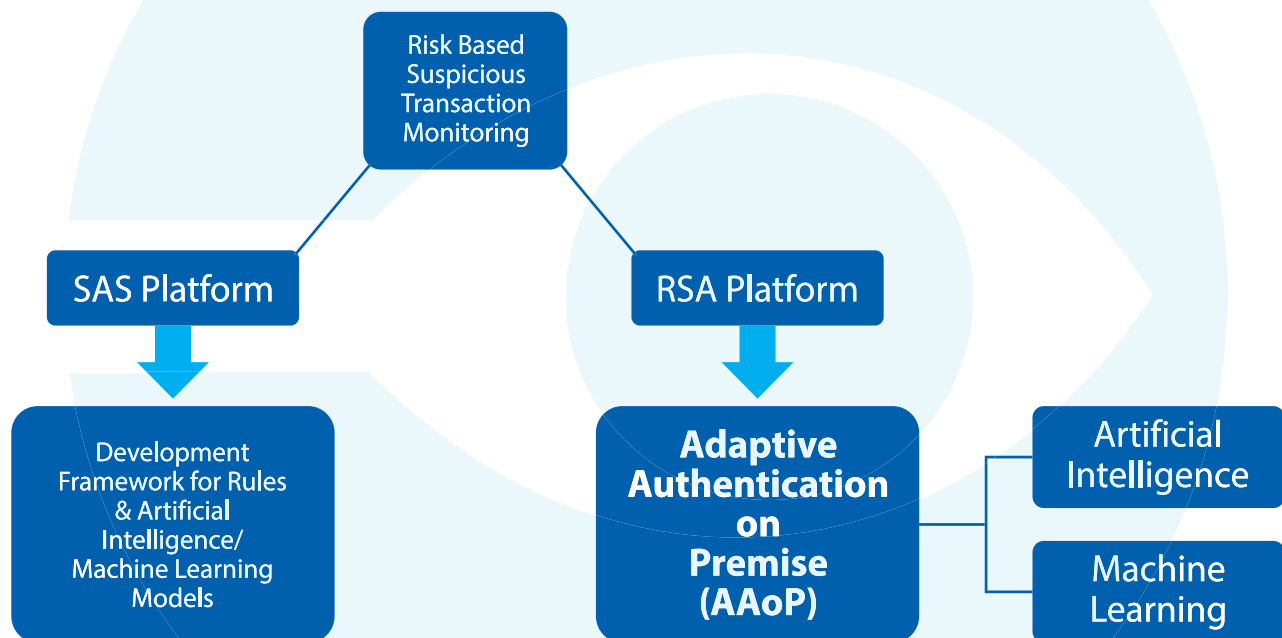 Risk Based
Suspicious
Transaction
Monitoring
SAS Platform
RSA Platform
Development
Framework for Rules
& Artificial
Intelligence/
Machine Learning
Models
Adaptive
Authentication
on
Premise
(AAoP)
Artificial
Intelligence
Machine
Learning